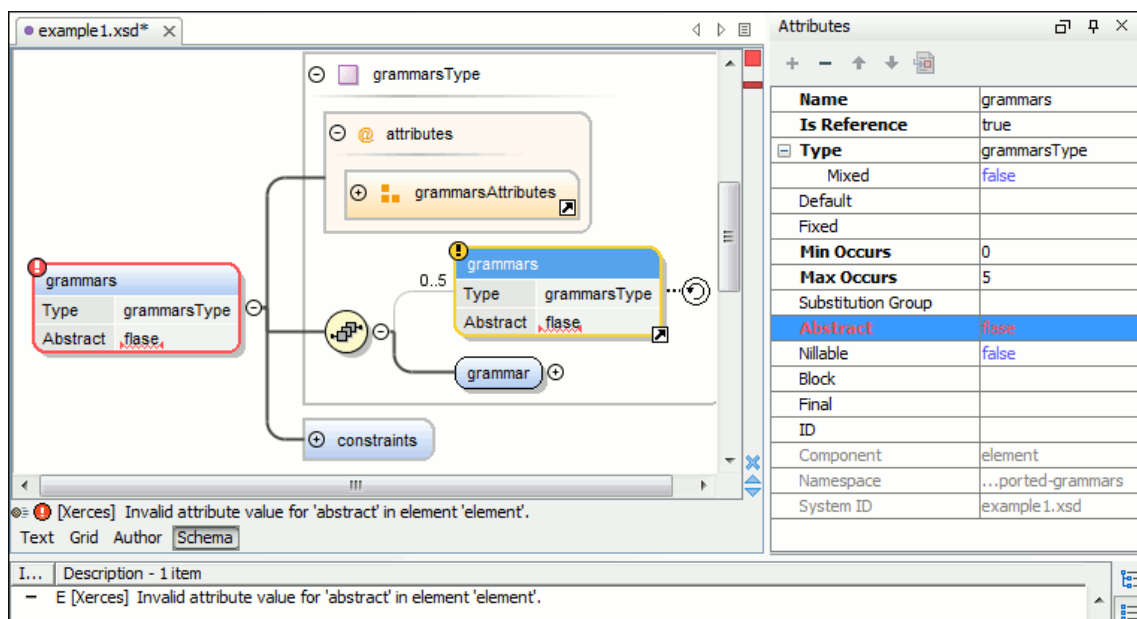 example1.xsd*
grammarsType
@ attributes
grammarsAttributes
grammars
0..5
Type grammarsType
Abstract flase
grammars
Type grammarsType
Abstract flase
grammar
constraints
[Xerces] Invalid attribute value for 'abstract' in element 'element'.
Text Grid Author Schema
Attributes
Name grammars
Is Reference true
Type grammarsType
Mixed false
Default
Fixed
Min Occurs 0
Max Occurs 5
Substitution Group
Abstract flase
Nillable false
Block
Final
ID
Component element
Namespace ...ported-grammars
System ID example1.xsd
I... Description - 1 item
E [Xerces] Invalid attribute value for 'abstract' in element 'element'.